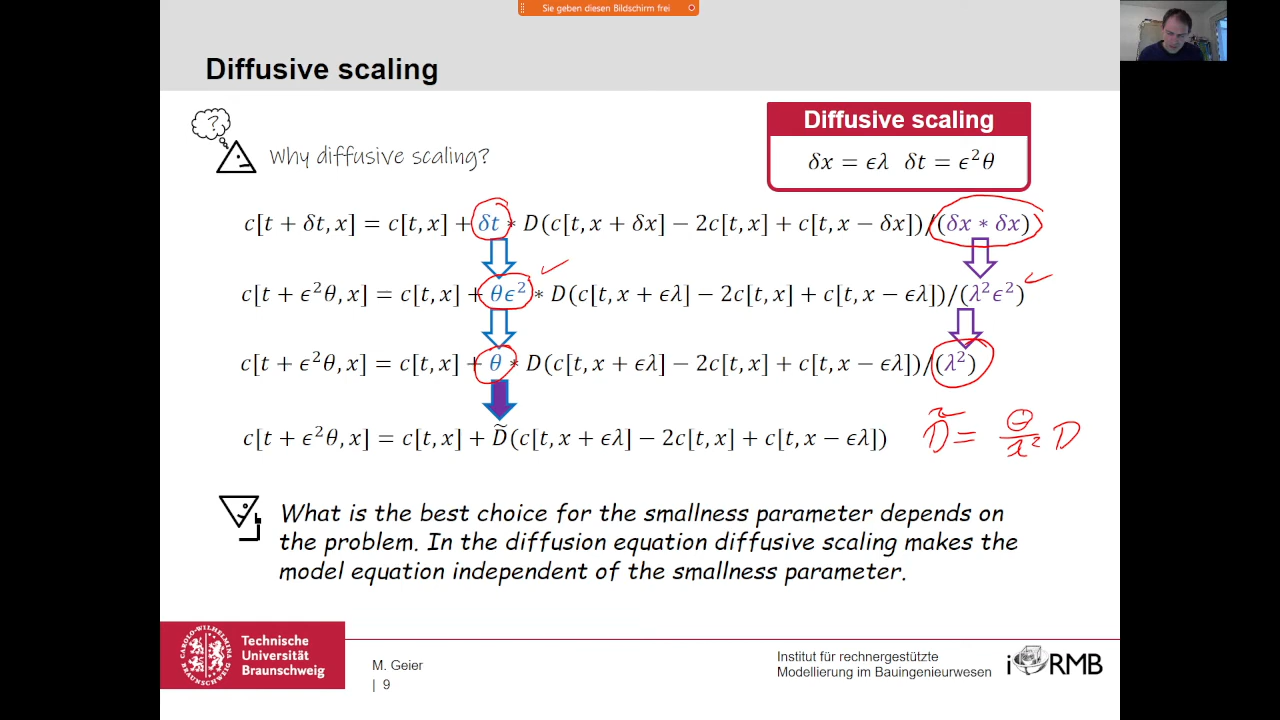 Sie geben diesen Bildschirm frei
Diffusive scaling
?
Why diffusive scaling?
Diffusive scaling
δx = ϵλ δt = ϵ²θ
c[t + δt, x] = c[t, x] + δt * D(c[t, x + δx] − 2c[t, x] + c[t, x − δx])/(δx * δx)
c[t + ϵ²θ, x] = c[t, x] + θϵ² * D(c[t, x + ϵλ] − 2c[t, x] + c[t, x − ϵλ])/(λ²ϵ²)
c[t + ϵ²θ, x] = c[t, x] + θ * D(c[t, x + ϵλ] − 2c[t, x] + c[t, x − ϵλ])/(λ²)
c[t + ϵ²θ, x] = c[t, x] + D̃(c[t, x + ϵλ] − 2c[t, x] + c[t, x − ϵλ])
D̃ = θ/λ² D
What is the best choice for the smallness parameter depends on
the problem. In the diffusion equation diffusive scaling makes the
model equation independent of the smallness parameter.
CAROLO-WILHELMINA
BRAUNSCHWEIG
Technische
Universität
Braunschweig
M. Geier
| 9
Institut für rechnergestützte
Modellierung im Bauingenieurwesen
iRMB